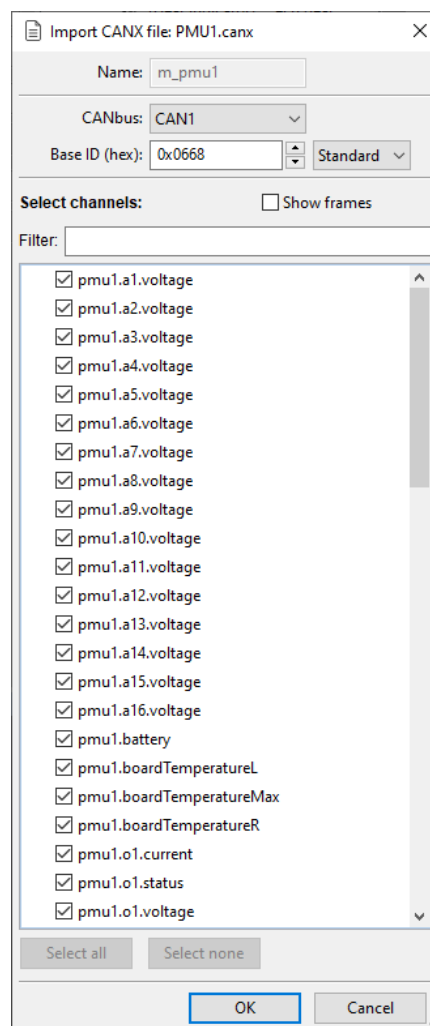 Import CANX file: PMU1.canx
Name: m_pmu1
CANbus: CAN1
Base ID (hex): 0x0668 Standard
Select channels: Show frames
Filter:
pmu1.a1.voltage
pmu1.a2.voltage
pmu1.a3.voltage
pmu1.a4.voltage
pmu1.a5.voltage
pmu1.a6.voltage
pmu1.a7.voltage
pmu1.a8.voltage
pmu1.a9.voltage
pmu1.a10.voltage
pmu1.a11.voltage
pmu1.a12.voltage
pmu1.a13.voltage
pmu1.a14.voltage
pmu1.a15.voltage
pmu1.a16.voltage
pmu1.battery
pmu1.boardTemperatureL
pmu1.boardTemperatureMax
pmu1.boardTemperatureR
pmu1.o1.current
pmu1.o1.status
pmu1.o1.voltage
Select all Select none
OK Cancel